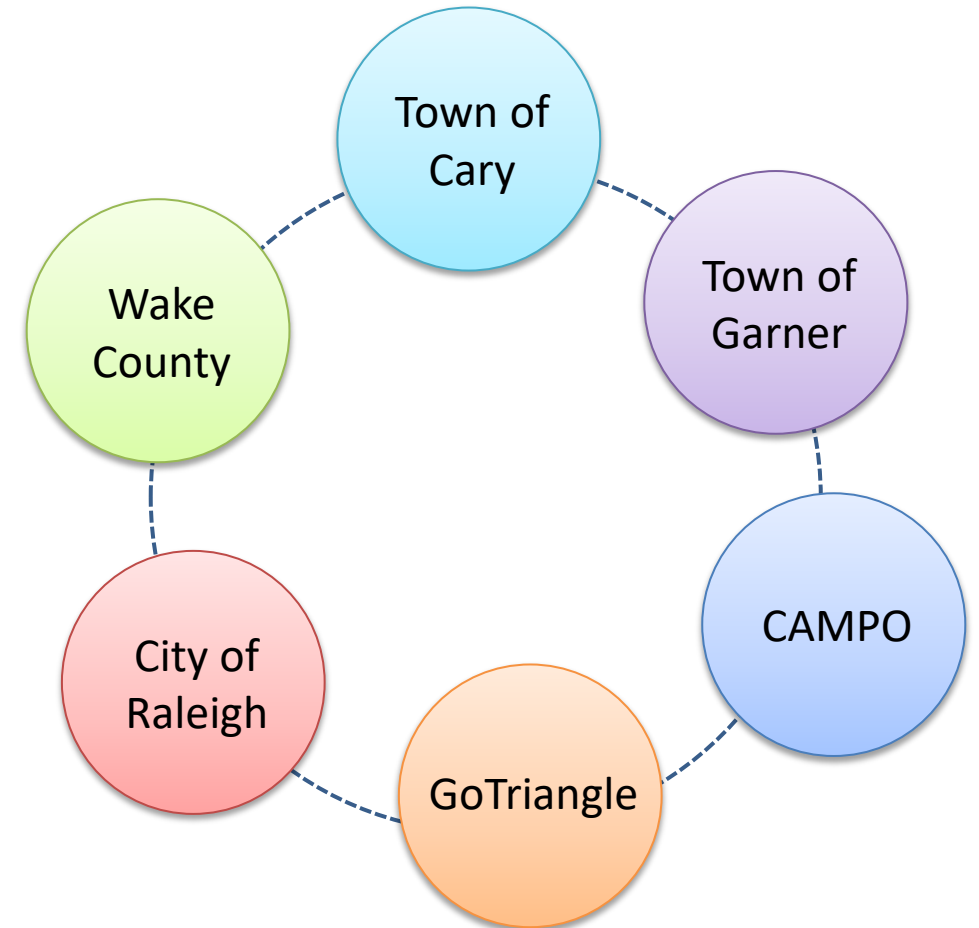 Town of
Cary
Town of
Garner
CAMPO
GoTriangle
City of
Raleigh
Wake
County